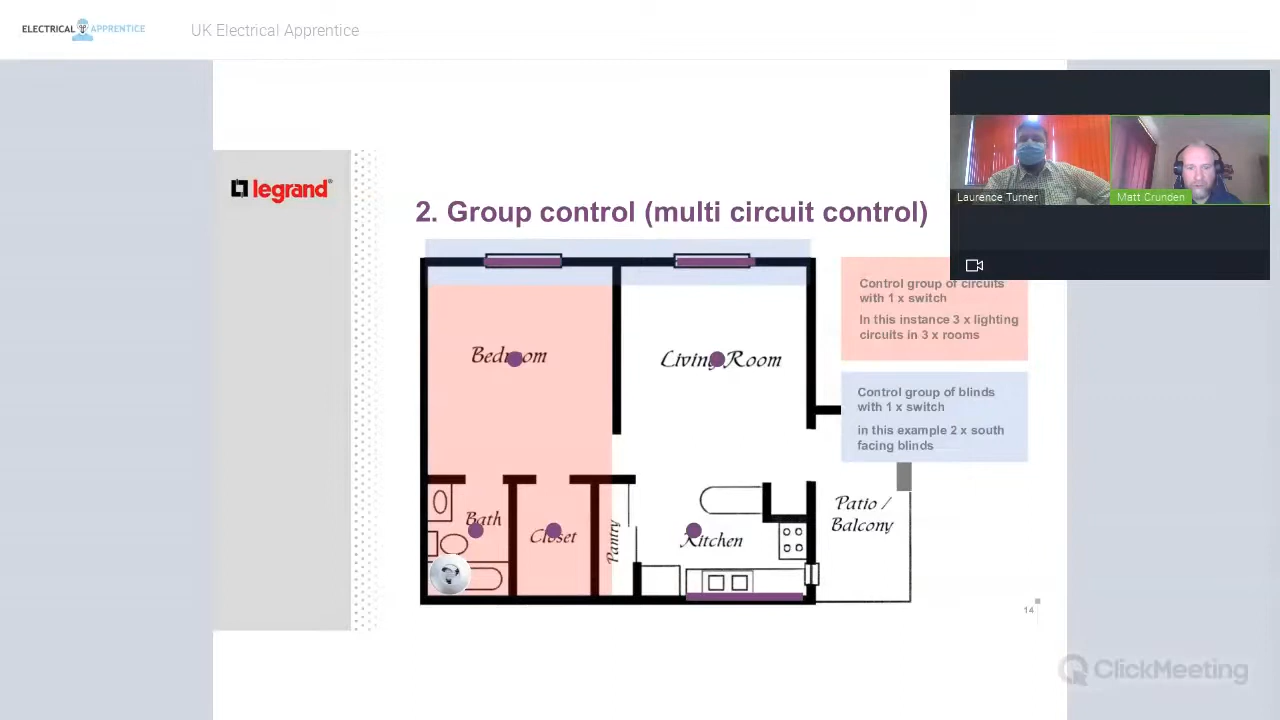 ELECTRICAL APPRENTICE
UK Electrical Apprentice
Laurence Turner
Matt Crunden
legrand®
2. Group control (multi circuit control)
Control group of circuits
with 1 x switch
In this instance 3 x lighting
circuits in 3 x rooms
Control group of blinds
with 1 x switch
in this example 2 x south
facing blinds
Bedroom
Living Room
Bath
Closet
Pantry
Kitchen
Patio /
Balcony
14
ClickMeeting